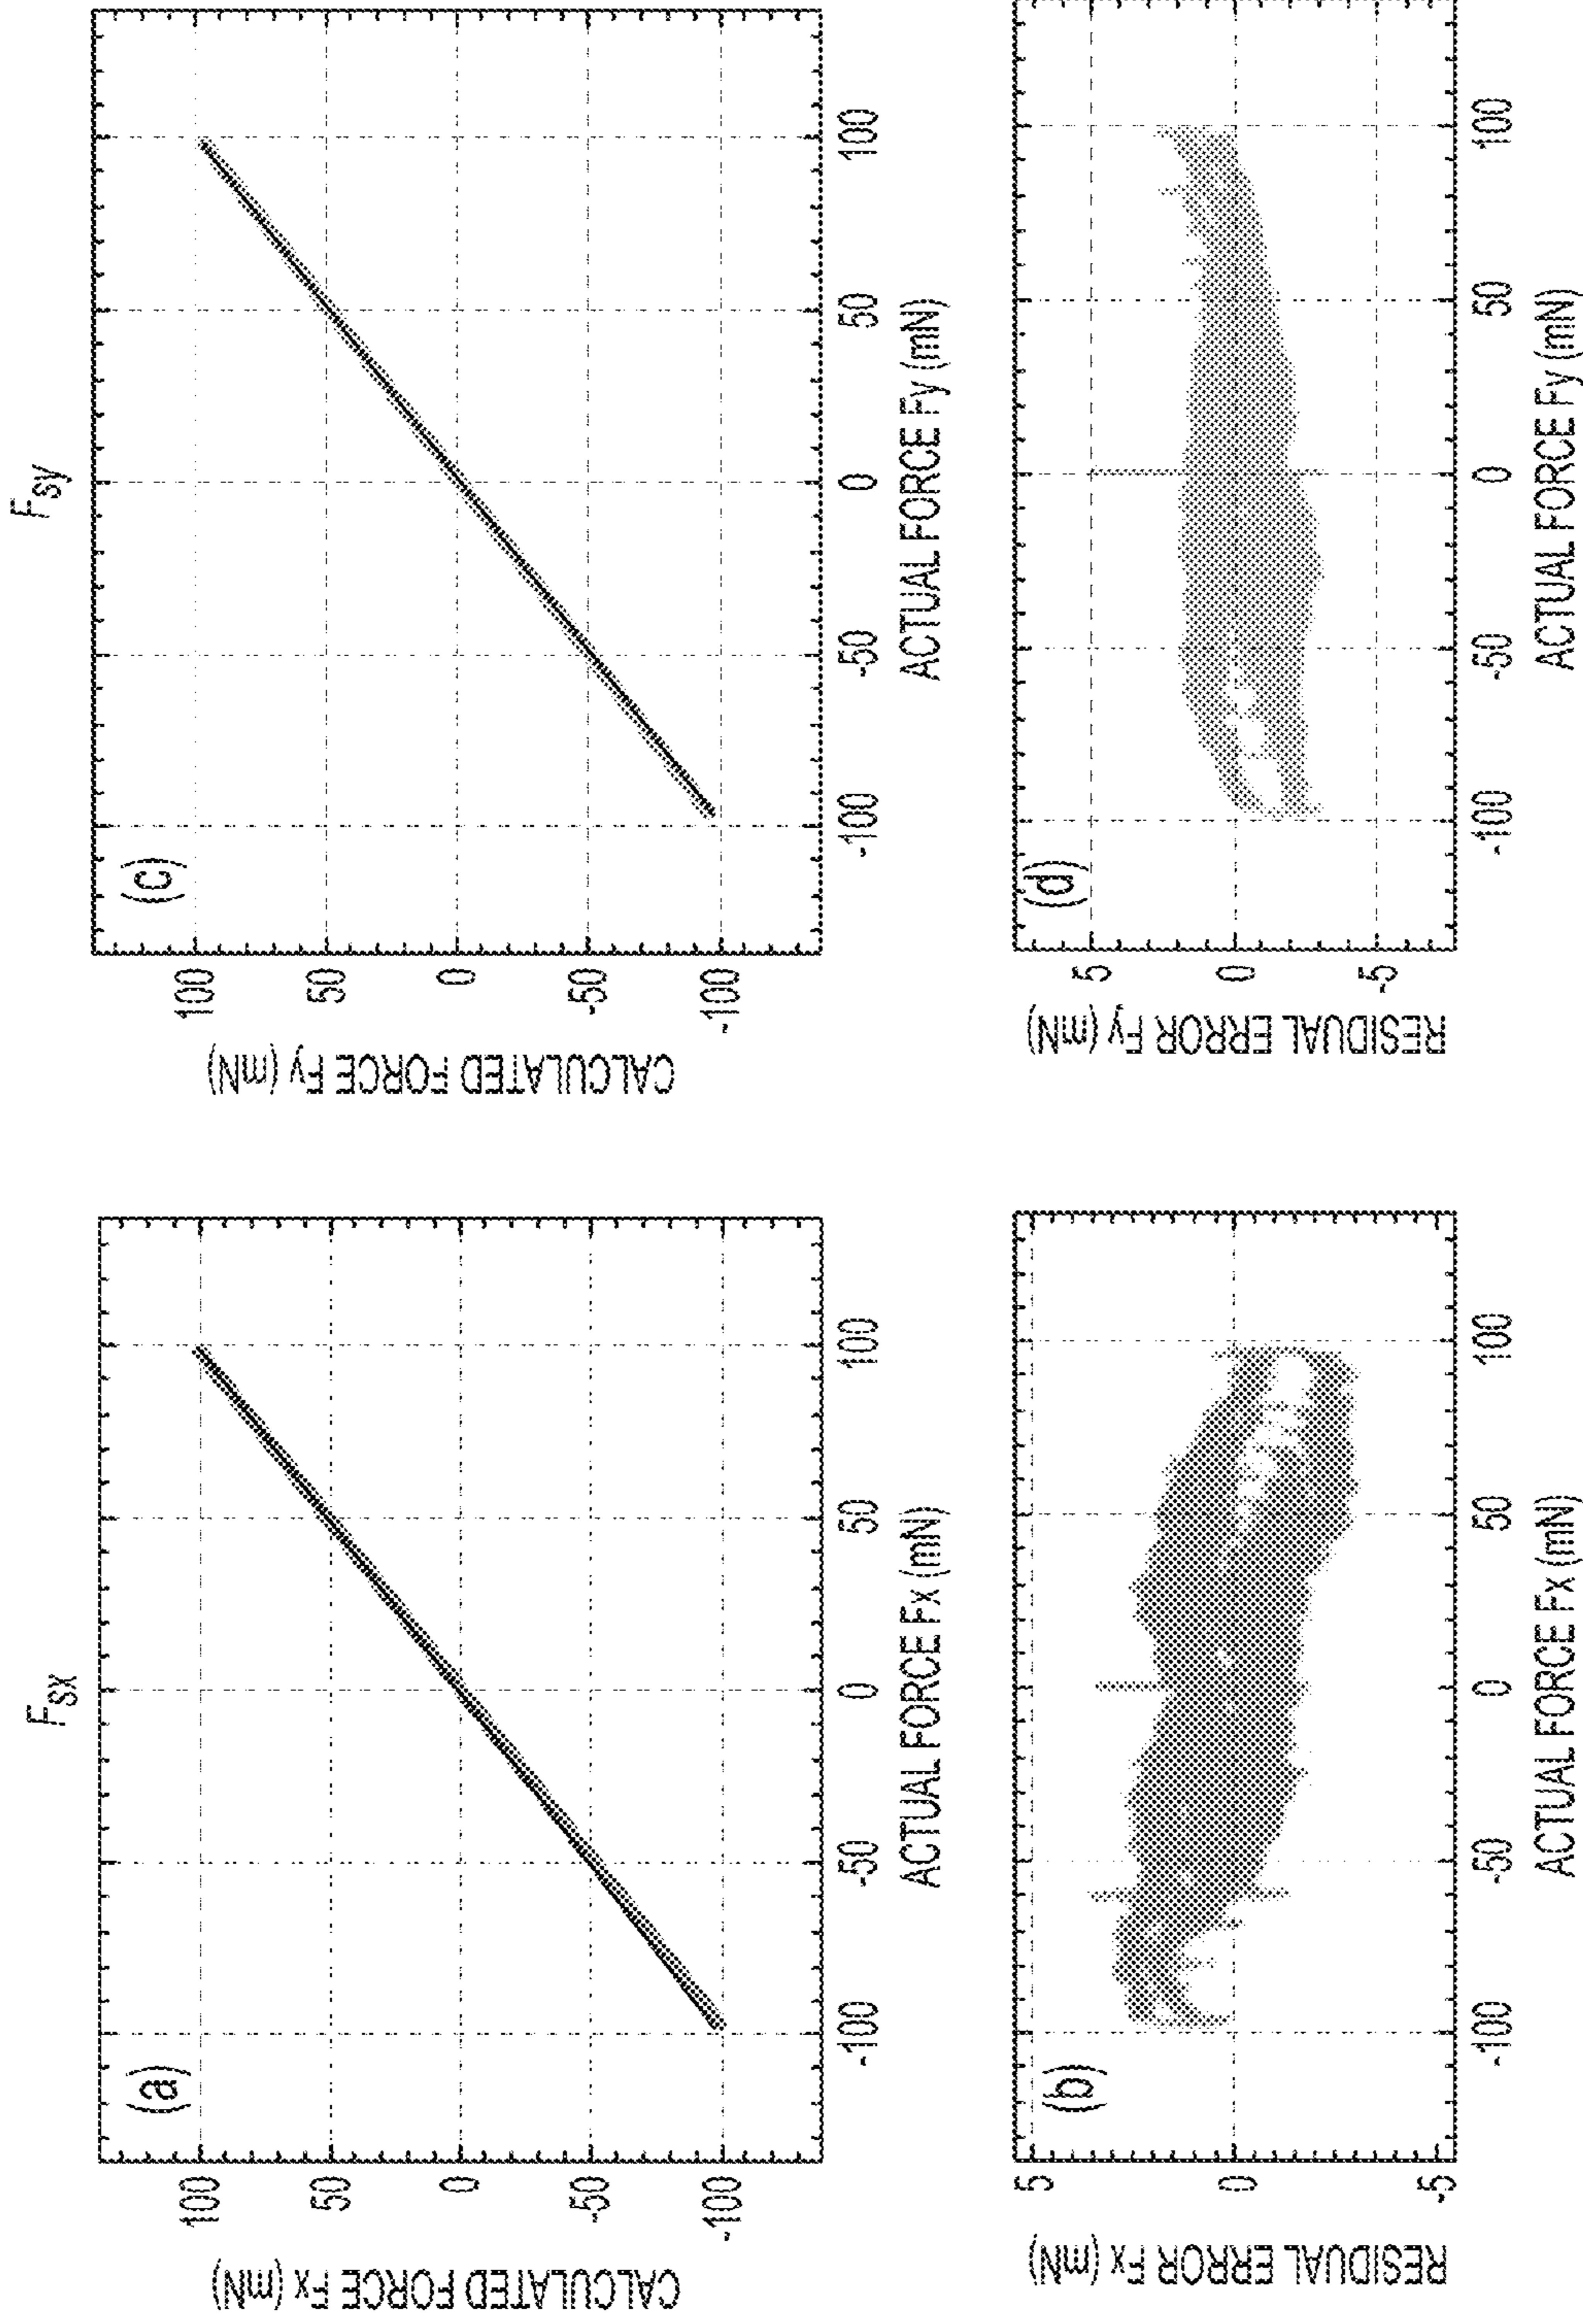 F_sx
(a)
CALCULATED FORCE Fx (mN)
100
50
0
-50
-100
-100
-50
0
50
100
ACTUAL FORCE Fx (mN)
(b)
RESIDUAL ERROR Fx (mN)
5
0
-5
-100
-50
0
50
100
ACTUAL FORCE Fx (mN)
F_sy
(c)
CALCULATED FORCE Fy (mN)
100
50
0
-50
-100
-100
-50
0
50
100
ACTUAL FORCE Fy (mN)
(d)
RESIDUAL ERROR Fy (mN)
5
0
-5
-100
-50
0
50
100
ACTUAL FORCE Fy (mN)